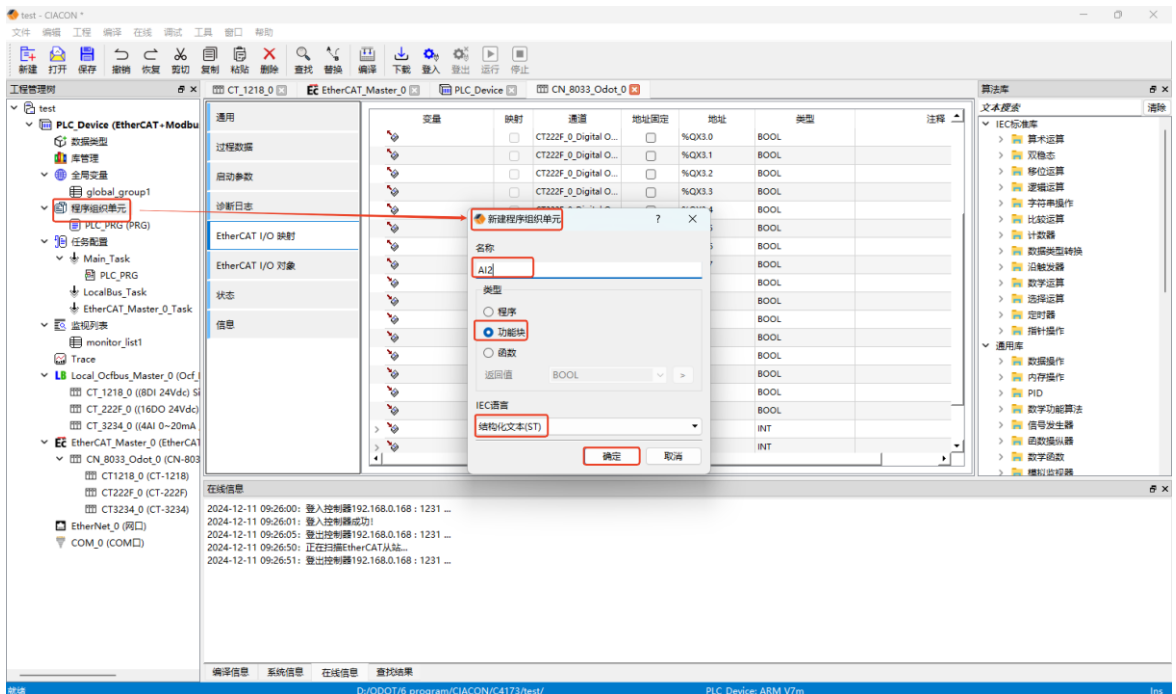 test - CIACON *
文件 编辑 工程 编译 在线 调试 工具 窗口 帮助
新建 打开 保存 撤销 恢复 剪切 复制 粘贴 删除 查找 替换 编译 下载 登入 登出 运行 停止
工程管理树
test
PLC_Device (EtherCAT+Modbu
数据类型
库管理
全局变量
global_group1
程序组织单元
PLC_PRG (PRG)
任务配置
Main_Task
PLC_PRG
LocalBus_Task
EtherCAT_Master_0_Task
监视列表
monitor_list1
Trace
Local_Ocfbus_Master_0 (Ocf_l
CT_1218_0 ((8DI 24Vdc) Si
CT_222F_0 ((16DO 24Vdc)
CT_3234_0 ((4AI 0~20mA
EtherCAT_Master_0 (EtherCAT
CN_8033_Odot_0 (CN-803
CT1218_0 (CT-1218)
CT222F_0 (CT-222F)
CT3234_0 (CT-3234)
EtherNet_0 (网口)
COM_0 (COM口)
CT_1218_0 EtherCAT_Master_0 PLC_Device CN_8033_Odot_0
通用
过程数据
启动参数
诊断日志
EtherCAT I/O 映射
EtherCAT I/O 对象
状态
信息
变量 映射 通道 地址固定 地址 类型 注释
CT222F_0_Digital O... %QX3.0 BOOL
CT222F_0_Digital O... %QX3.1 BOOL
CT222F_0_Digital O... %QX3.2 BOOL
CT222F_0_Digital O... %QX3.3 BOOL
BOOL
BOOL
BOOL
BOOL
BOOL
BOOL
BOOL
BOOL
BOOL
BOOL
BOOL
BOOL
INT
INT
新建程序组织单元
名称
AI2
类型
程序
功能块
函数
返回值 BOOL >
IEC语言
结构化文本(ST)
确定 取消
算法库
文本搜索 清除
IEC标准库
算术运算
双稳态
移位运算
逻辑运算
字符串操作
比较运算
计数器
数据类型转换
沿触发器
数学运算
选择运算
定时器
指针操作
通用库
数据操作
内存操作
PID
数学功能算法
信号发生器
函数操纵器
数学函数
模拟监视器
在线信息
2024-12-11 09:26:00: 登入控制器192.168.0.168 : 1231 ...
2024-12-11 09:26:01: 登入控制器成功!
2024-12-11 09:26:05: 登出控制器192.168.0.168 : 1231 ...
2024-12-11 09:26:50: 正在扫描EtherCAT从站...
2024-12-11 09:26:51: 登出控制器192.168.0.168 : 1231 ...
编译信息 系统信息 在线信息 查找结果
就绪 D:/ODOT/6 program/CIACON/C4173/test/ PLC Device: ARM V7m Ins